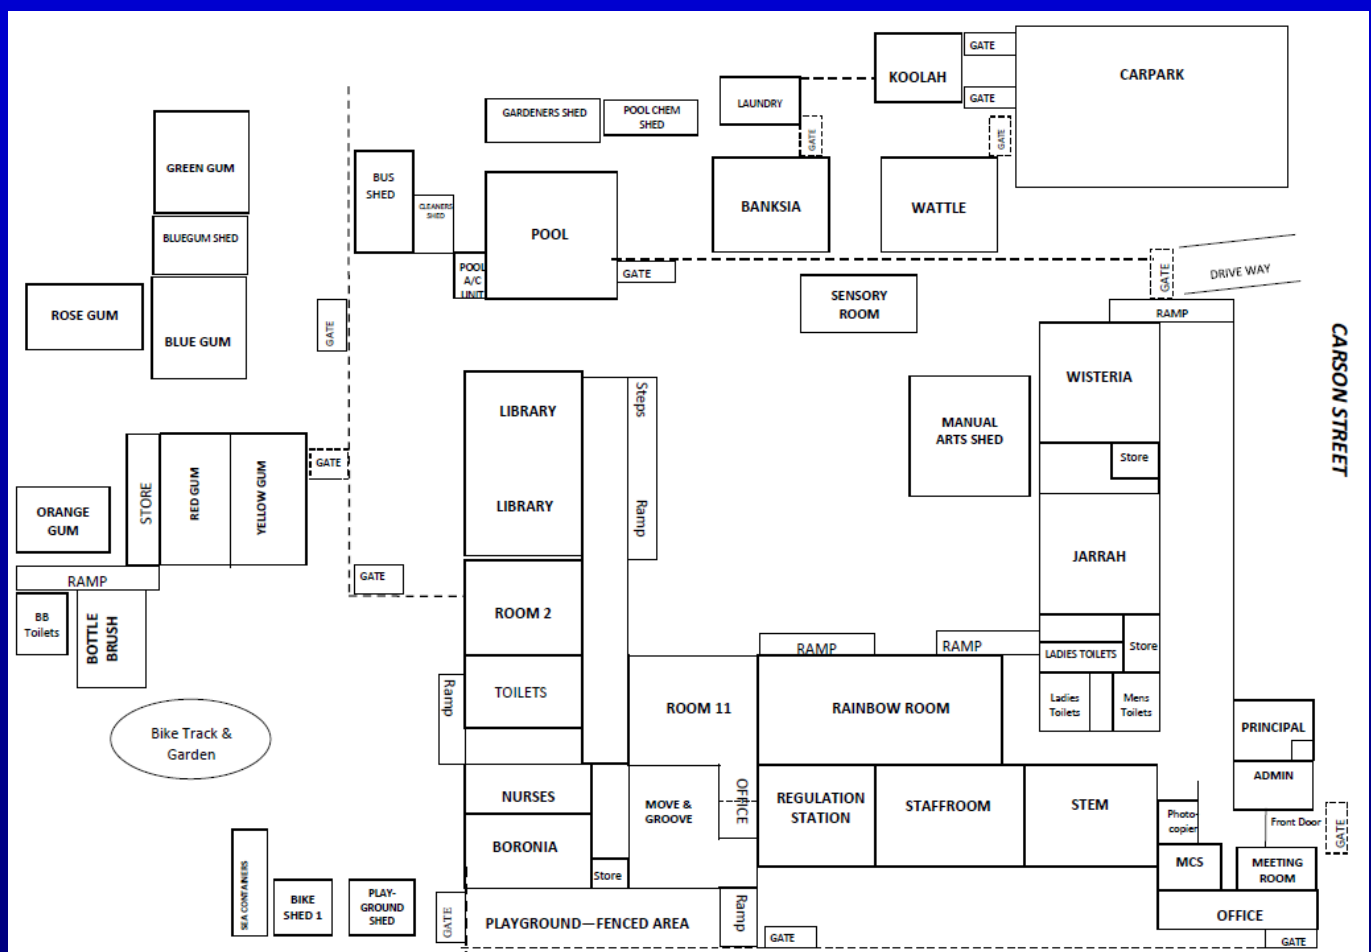 GATE
KOOLAH
CARPARK
GATE
LAUNDRY
GARDENERS SHED
POOL CHEM
SHED
GATE
GATE
GREEN GUM
BUS
SHED
CLEANERS
SHED
BANKSIA
WATTLE
BLUEGUM SHED
POOL
POOL
A/C
UNIT
GATE
GATE
DRIVE WAY
SENSORY
ROOM
RAMP
ROSE GUM
BLUE GUM
GATE
CARSON STREET
WISTERIA
LIBRARY
Steps
MANUAL
ARTS SHED
Store
GATE
STORE
RED GUM
YELLOW GUM
LIBRARY
Ramp
ORANGE
GUM
JARRAH
RAMP
GATE
BB
Toilets
BOTTLE
BRUSH
ROOM 2
RAMP
RAMP
LADIES TOILETS
Store
Ramp
TOILETS
ROOM 11
RAINBOW ROOM
Ladies
Toilets
Mens
Toilets
Bike Track &
Garden
PRINCIPAL
ADMIN
NURSES
MOVE &
GROOVE
OFFICE
REGULATION
STATION
STAFFROOM
STEM
Photo-
copier
Front Door
GATE
BORONIA
Store
MCS
MEETING
ROOM
SEA CONTAINERS
BIKE
SHED 1
PLAY-
GROUND
SHED
GATE
PLAYGROUND—FENCED AREA
Ramp
GATE
OFFICE
GATE